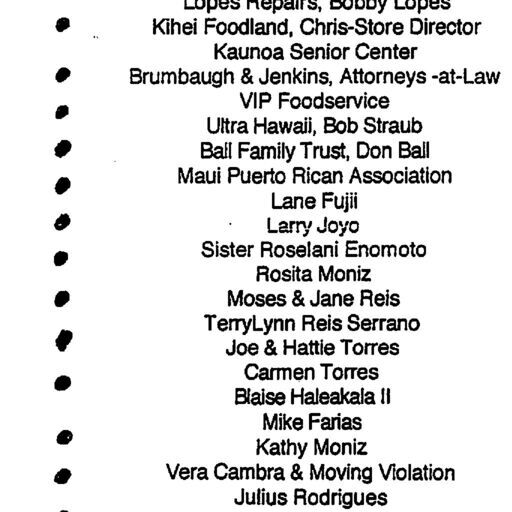 Lopes Repairs, Bobby Lopes
Kihei Foodland, Chris-Store Director
Kaunoa Senior Center
Brumbaugh & Jenkins, Attorneys -at-Law
VIP Foodservice
Ultra Hawaii, Bob Straub
Ball Family Trust, Don Ball
Maui Puerto Rican Association
Lane Fujii
Larry Joyo
Sister Roselani Enomoto
Rosita Moniz
Moses & Jane Reis
TerryLynn Reis Serrano
Joe & Hattie Torres
Carmen Torres
Blaise Haleakala II
Mike Farias
Kathy Moniz
Vera Cambra & Moving Violation
Julius Rodrigues